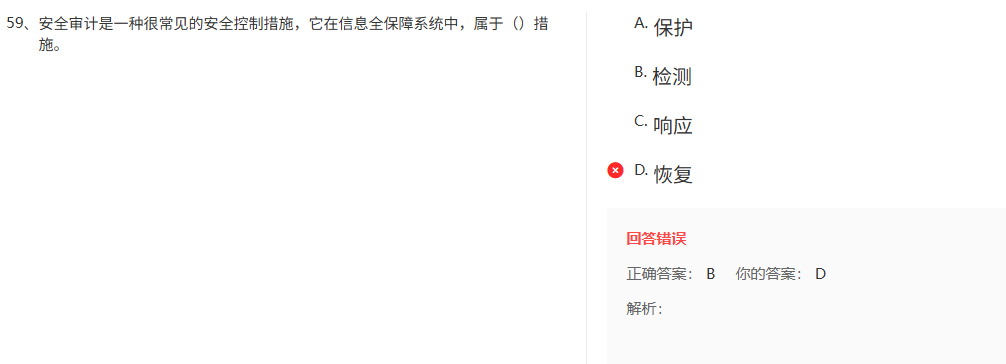 59、安全审计是一种很常见的安全控制措施，它在信息全保障系统中，属于（）措
施。
A. 保护
B. 检测
C. 响应
D. 恢复
回答错误
正确答案： B 你的答案： D
解析：